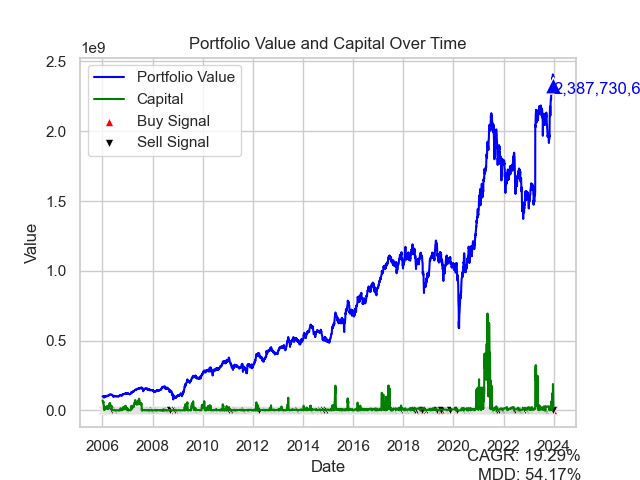 Portfolio Value and Capital Over Time
1e9
2.5
2.0
1.5
1.0
0.5
0.0
Value
Portfolio Value
Capital
Buy Signal
Sell Signal
2,387,730,6
2006 2008 2010 2012 2014 2016 2018 2020 2022 2024
Date
CAGR: 19.29%
MDD: 54.17%